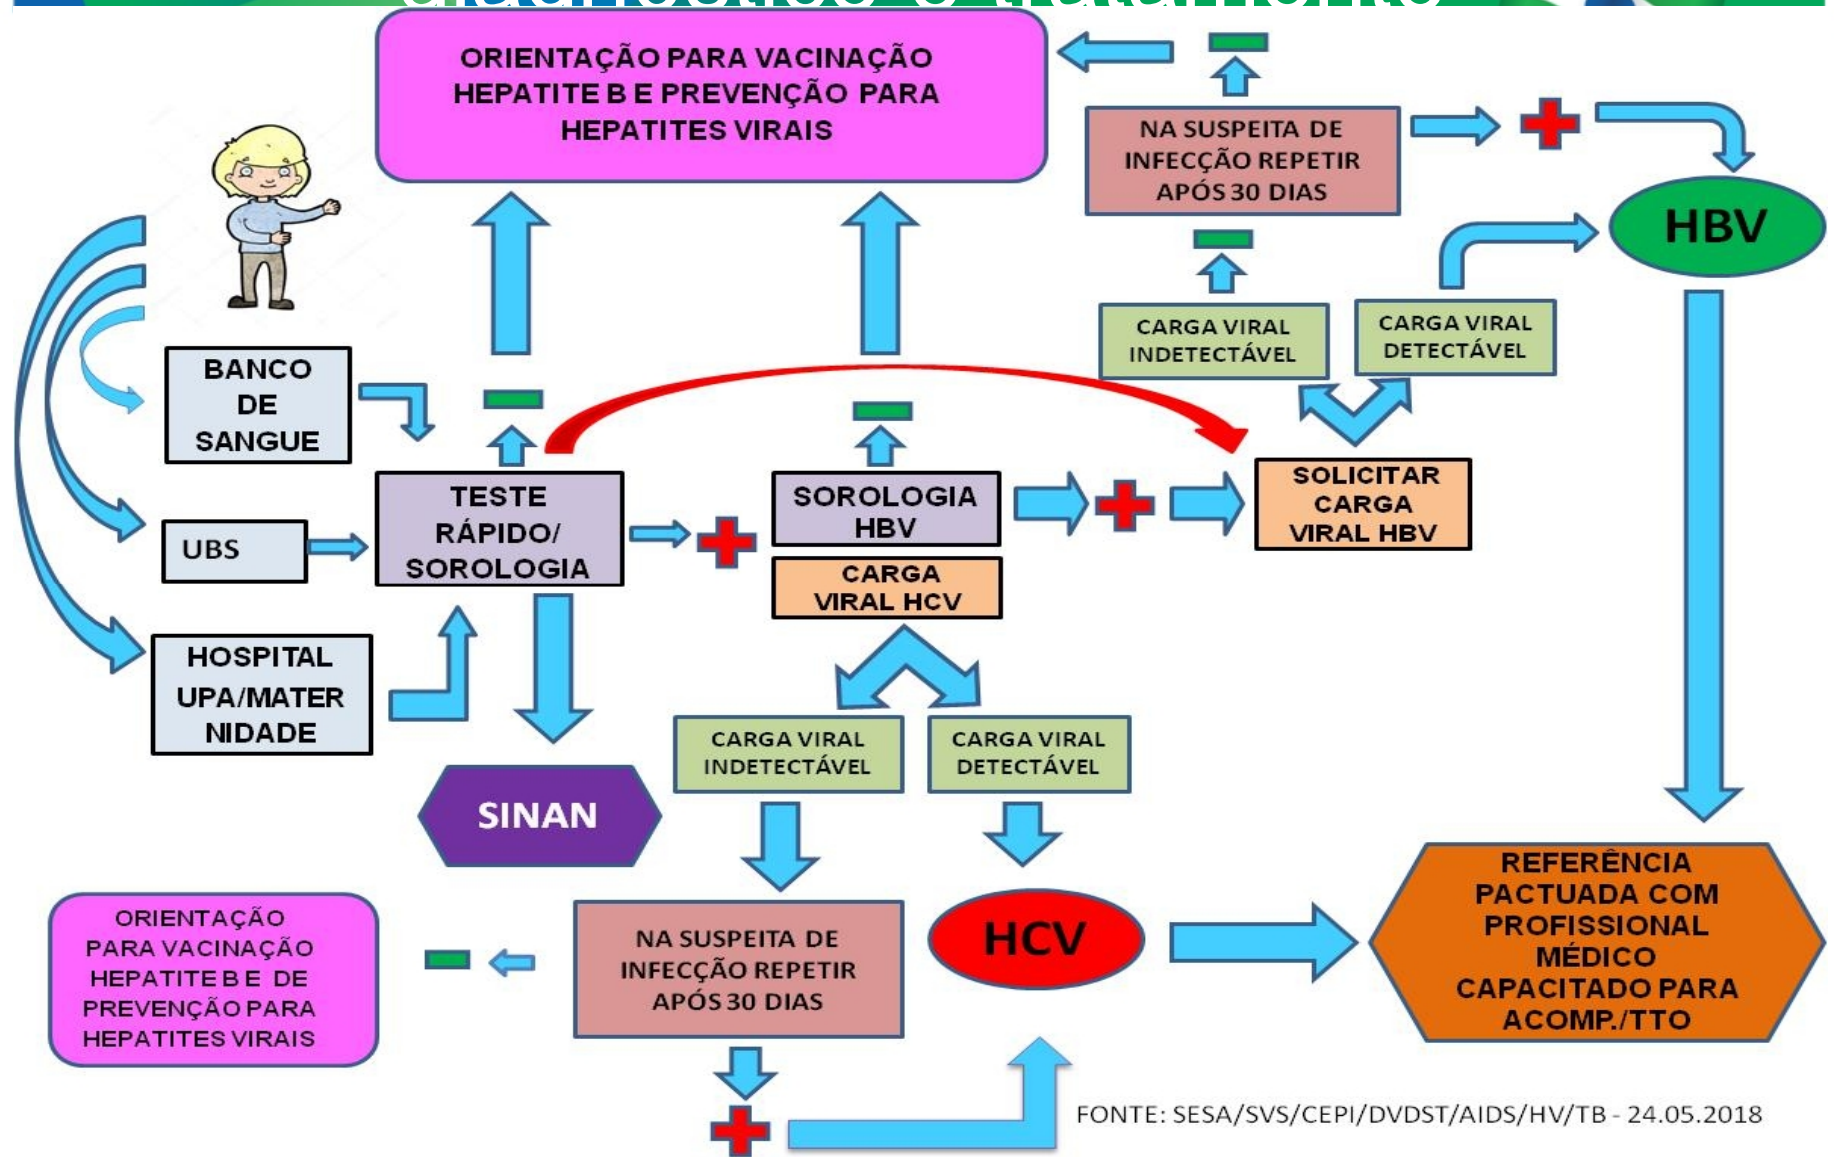 ORIENTAÇÃO PARA VACINAÇÃO
HEPATITE B E PREVENÇÃO PARA
HEPATITES VIRAIS
NA SUSPEITA DE
INFECÇÃO REPETIR
APÓS 30 DIAS
HBV
CARGA VIRAL
INDETECTÁVEL
CARGA VIRAL
DETECTÁVEL
BANCO
DE
SANGUE
TESTE
RÁPIDO/
SOROLOGIA
SOROLOGIA
HBV
SOLICITAR
CARGA
VIRAL HBV
UBS
CARGA
VIRAL HCV
HOSPITAL
UPA/MATER
NIDADE
CARGA VIRAL
INDETECTÁVEL
CARGA VIRAL
DETECTÁVEL
SINAN
ORIENTAÇÃO
PARA VACINAÇÃO
HEPATITE B E DE
PREVENÇÃO PARA
HEPATITES VIRAIS
NA SUSPEITA DE
INFECÇÃO REPETIR
APÓS 30 DIAS
HCV
REFERÊNCIA
PACTUADA COM
PROFISSIONAL
MÉDICO
CAPACITADO PARA
ACOMP./TTO
FONTE: SESA/SVS/CEPI/DVDST/AIDS/HV/TB - 24.05.2018